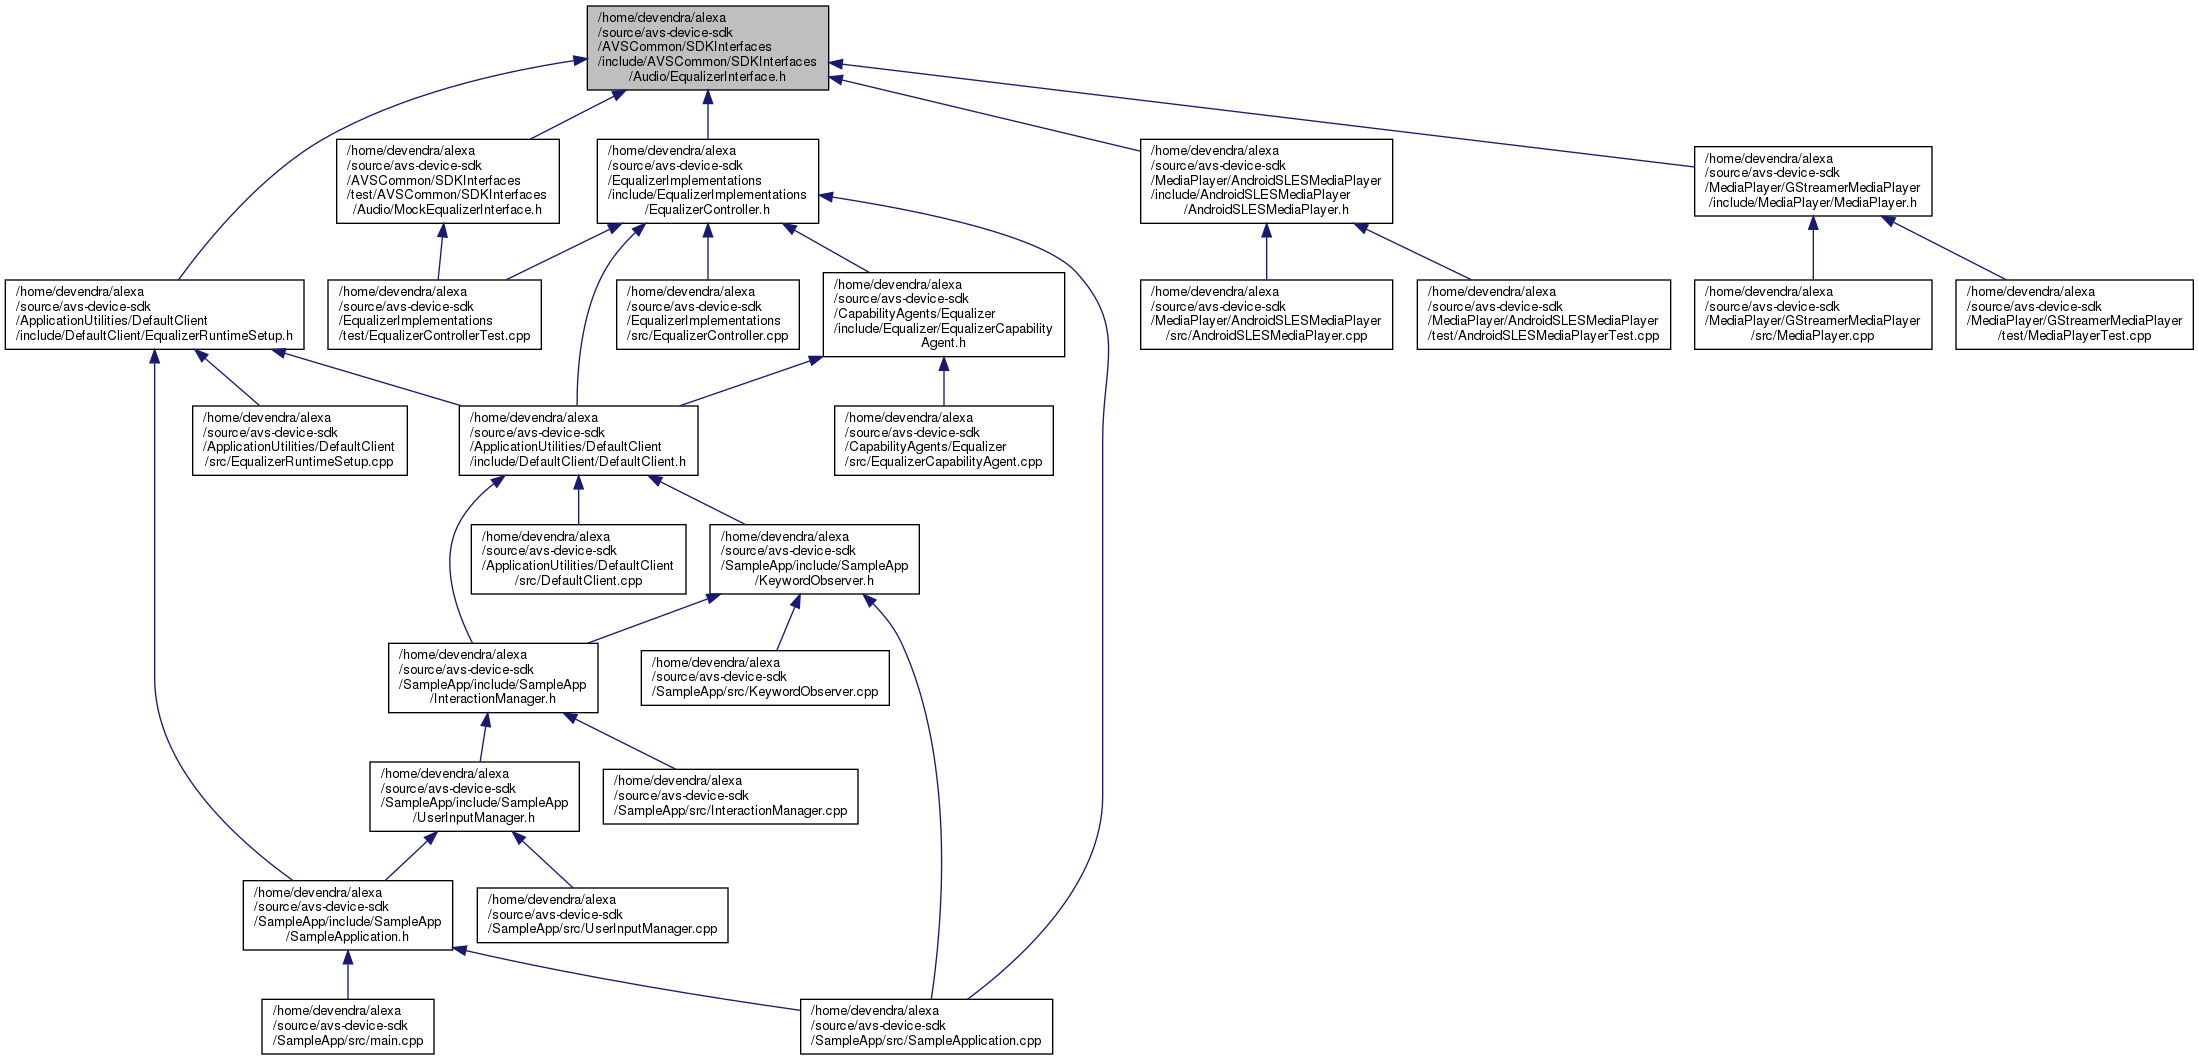 /home/devendra/alexa
/source/avs-device-sdk
/AVSCommon/SDKInterfaces
/include/AVSCommon/SDKInterfaces
/Audio/EqualizerInterface.h
/home/devendra/alexa
/source/avs-device-sdk
/AVSCommon/SDKInterfaces
/test/AVSCommon/SDKInterfaces
/Audio/MockEqualizerInterface.h
/home/devendra/alexa
/source/avs-device-sdk
/EqualizerImplementations
/include/EqualizerImplementations
/EqualizerController.h
/home/devendra/alexa
/source/avs-device-sdk
/MediaPlayer/AndroidSLESMediaPlayer
/include/AndroidSLESMediaPlayer
/AndroidSLESMediaPlayer.h
/home/devendra/alexa
/source/avs-device-sdk
/MediaPlayer/GStreamerMediaPlayer
/include/MediaPlayer/MediaPlayer.h
/home/devendra/alexa
/source/avs-device-sdk
/ApplicationUtilities/DefaultClient
/include/DefaultClient/EqualizerRuntimeSetup.h
/home/devendra/alexa
/source/avs-device-sdk
/EqualizerImplementations
/test/EqualizerControllerTest.cpp
/home/devendra/alexa
/source/avs-device-sdk
/EqualizerImplementations
/src/EqualizerController.cpp
/home/devendra/alexa
/source/avs-device-sdk
/CapabilityAgents/Equalizer
/include/Equalizer/EqualizerCapability
Agent.h
/home/devendra/alexa
/source/avs-device-sdk
/MediaPlayer/AndroidSLESMediaPlayer
/src/AndroidSLESMediaPlayer.cpp
/home/devendra/alexa
/source/avs-device-sdk
/MediaPlayer/AndroidSLESMediaPlayer
/test/AndroidSLESMediaPlayerTest.cpp
/home/devendra/alexa
/source/avs-device-sdk
/MediaPlayer/GStreamerMediaPlayer
/src/MediaPlayer.cpp
/home/devendra/alexa
/source/avs-device-sdk
/MediaPlayer/GStreamerMediaPlayer
/test/MediaPlayerTest.cpp
/home/devendra/alexa
/source/avs-device-sdk
/ApplicationUtilities/DefaultClient
/src/EqualizerRuntimeSetup.cpp
/home/devendra/alexa
/source/avs-device-sdk
/ApplicationUtilities/DefaultClient
/include/DefaultClient/DefaultClient.h
/home/devendra/alexa
/source/avs-device-sdk
/CapabilityAgents/Equalizer
/src/EqualizerCapabilityAgent.cpp
/home/devendra/alexa
/source/avs-device-sdk
/ApplicationUtilities/DefaultClient
/src/DefaultClient.cpp
/home/devendra/alexa
/source/avs-device-sdk
/SampleApp/include/SampleApp
/KeywordObserver.h
/home/devendra/alexa
/source/avs-device-sdk
/SampleApp/include/SampleApp
/InteractionManager.h
/home/devendra/alexa
/source/avs-device-sdk
/SampleApp/src/KeywordObserver.cpp
/home/devendra/alexa
/source/avs-device-sdk
/SampleApp/include/SampleApp
/UserInputManager.h
/home/devendra/alexa
/source/avs-device-sdk
/SampleApp/src/InteractionManager.cpp
/home/devendra/alexa
/source/avs-device-sdk
/SampleApp/include/SampleApp
/SampleApplication.h
/home/devendra/alexa
/source/avs-device-sdk
/SampleApp/src/UserInputManager.cpp
/home/devendra/alexa
/source/avs-device-sdk
/SampleApp/src/main.cpp
/home/devendra/alexa
/source/avs-device-sdk
/SampleApp/src/SampleApplication.cpp